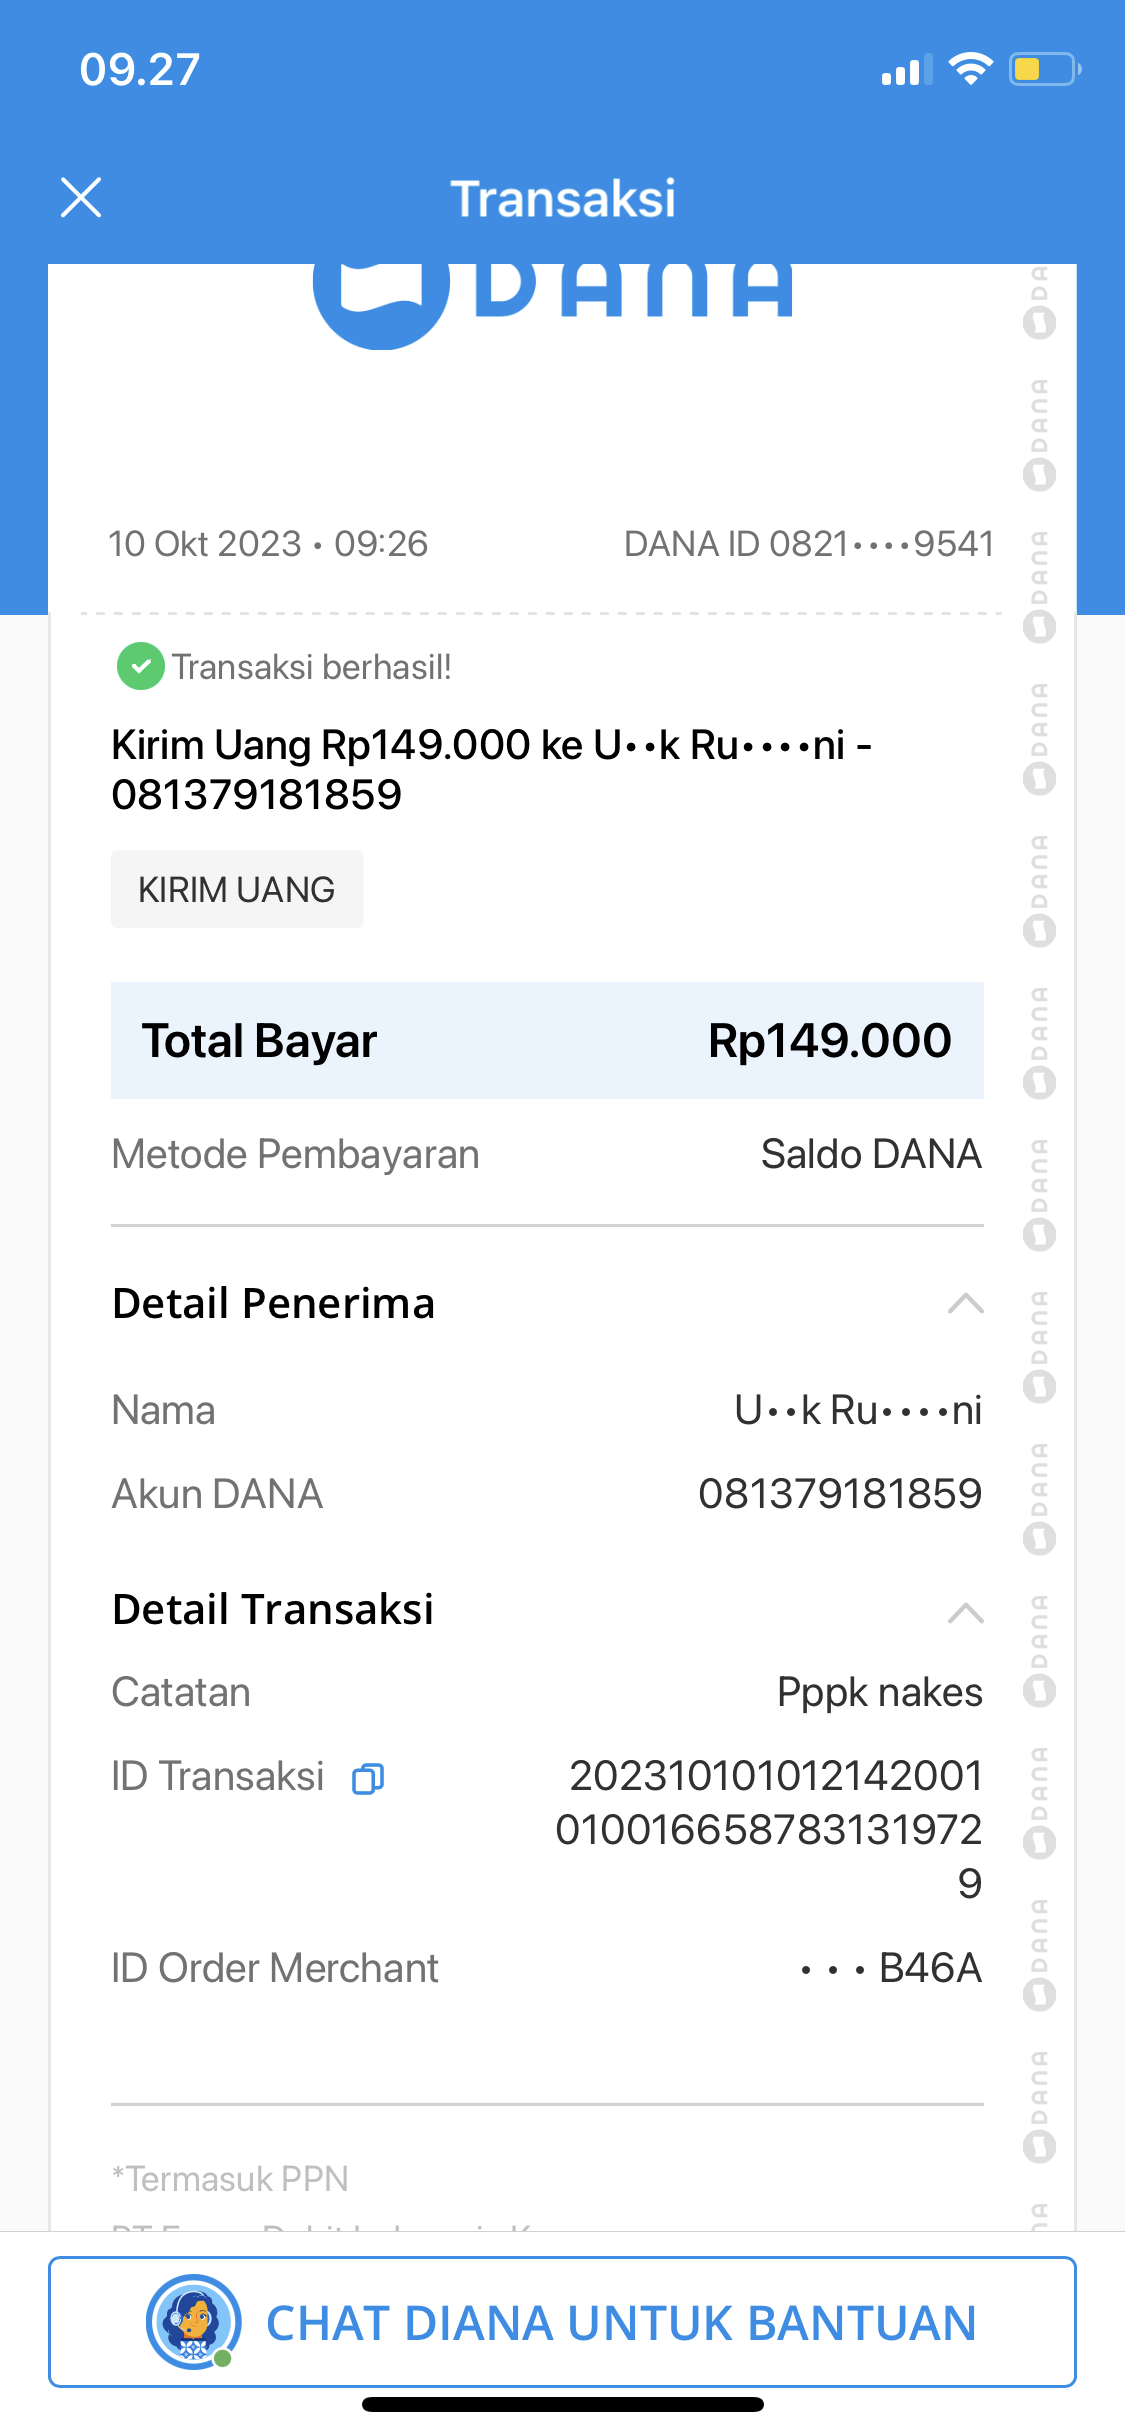 09.27
Transaksi
DANA
10 Okt 2023 • 09:26
DANA ID 0821••••9541
Transaksi berhasil!
Kirim Uang Rp149.000 ke U••k Ru••••ni -
081379181859
KIRIM UANG
Total Bayar Rp149.000
Metode Pembayaran Saldo DANA
Detail Penerima
Nama U••k Ru••••ni
Akun DANA 081379181859
Detail Transaksi
Catatan Pppk nakes
ID Transaksi 202310101012142001
010016658783131972
9
ID Order Merchant • • • B46A
*Termasuk PPN
CHAT DIANA UNTUK BANTUAN